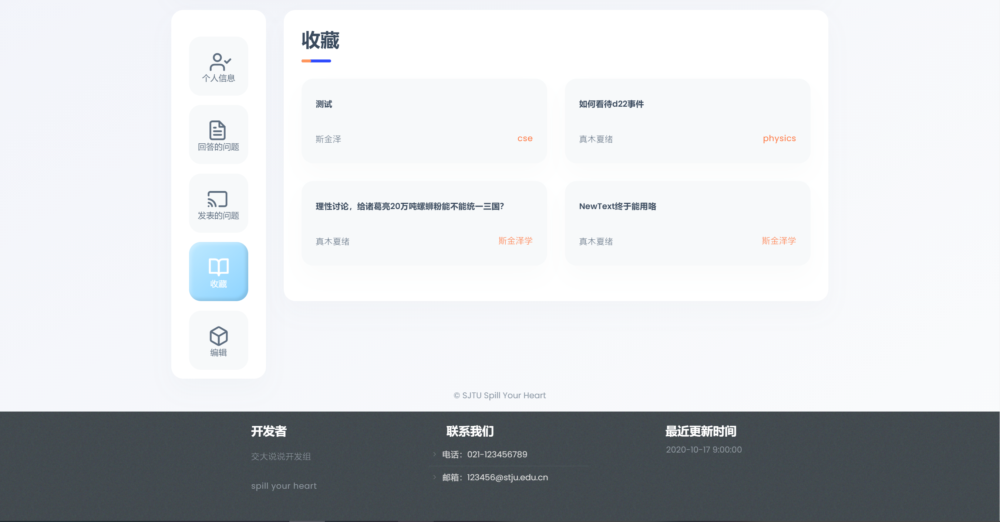 个人信息
回答的问题
发表的问题
收藏
编辑
收藏
测试
斯金泽 cse
如何看待d22事件
真木夏绪 physics
理性讨论，给诸葛亮20万吨螺蛳粉能不能统一三国？
真木夏绪 斯金泽学
NewText终于能用咯
真木夏绪 斯金泽学
© SJTU Spill Your Heart
开发者
交大说说开发组
spill your heart
联系我们
电话：021-123456789
邮箱：123456@stju.edu.cn
最近更新时间
2020-10-17 9:00:00